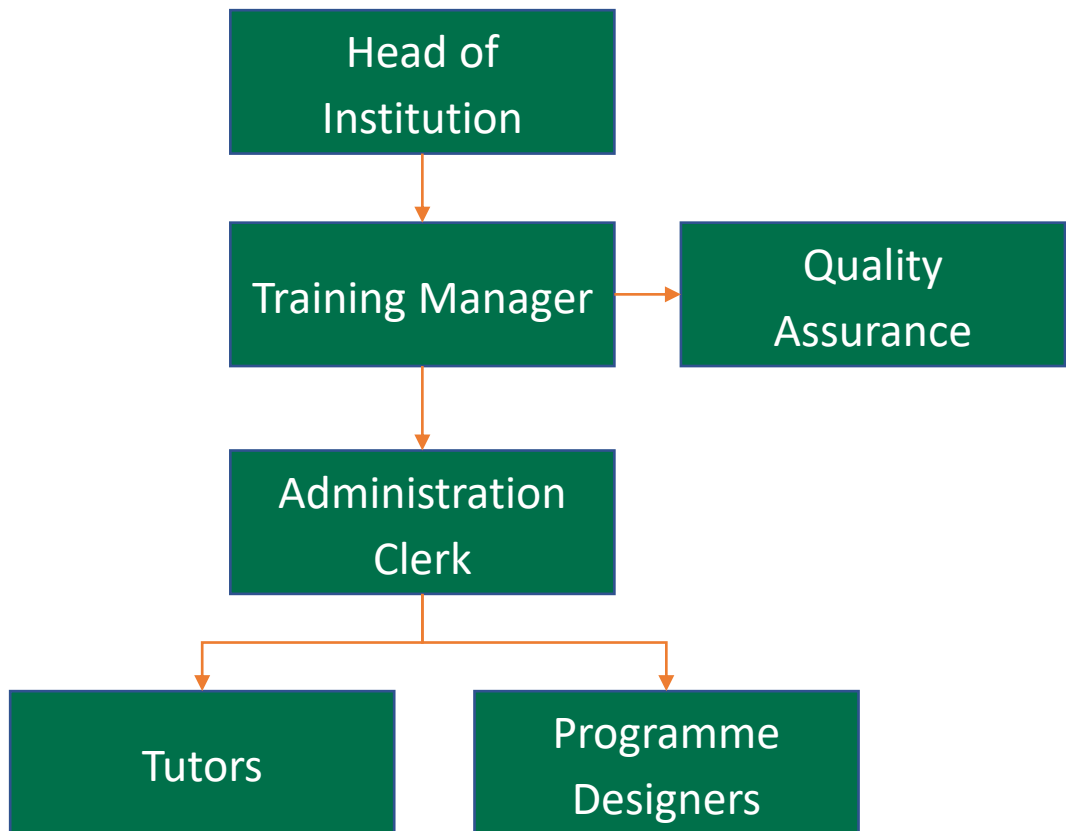 Head of
Institution
Training Manager
Quality
Assurance
Administration
Clerk
Tutors
Programme
Designers